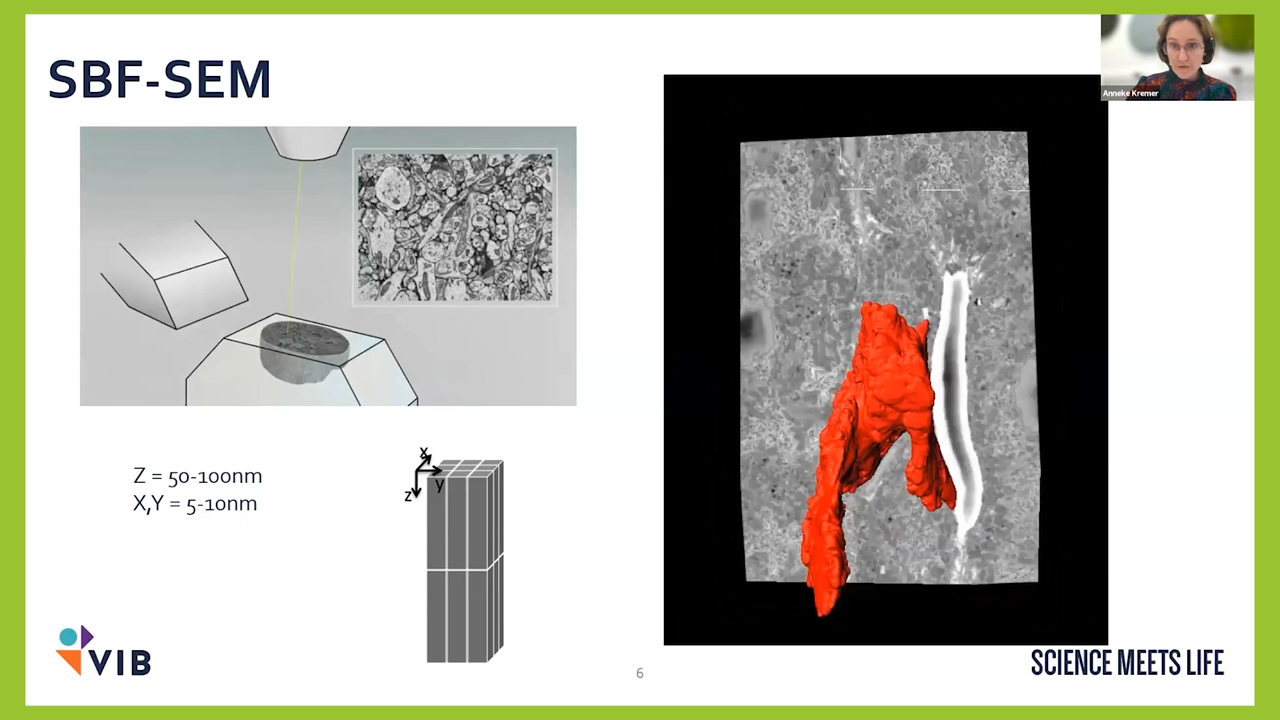 SBF-SEM
Anneke Kremer
Z = 50-100nm
X,Y = 5-10nm
x
y
z
VIB
6
SCIENCE MEETS LIFE